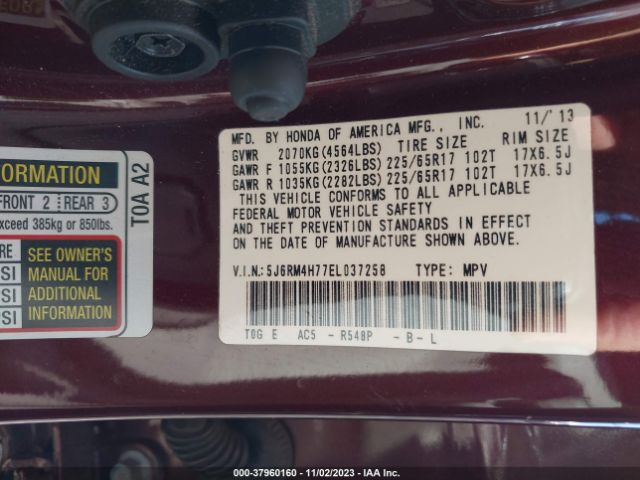 MFD. BY HONDA OF AMERICA MFG., INC. 11/'13
GVWR 2070KG(4564LBS) TIRE SIZE RIM SIZE
GAWR F 1055KG(2326LBS) 225/65R17 102T 17X6.5J
GAWR R 1035KG(2282LBS) 225/65R17 102T 17X6.5J
THIS VEHICLE CONFORMS TO ALL APPLICABLE
FEDERAL MOTOR VEHICLE SAFETY
AND THEFT PREVENTION STANDARDS IN EFFECT
ON THE DATE OF MANUFACTURE SHOWN ABOVE.
V.I.N.:5J6RM4H77EL037258 TYPE: MPV
T0G E AC5 - R548P - B - L
FRONT 2 REAR 3
385kg or 850lbs.
SEE OWNER'S
MANUAL FOR
ADDITIONAL
INFORMATION
T0A A2
000-37960160 - 11/02/2023 - IAA Inc.